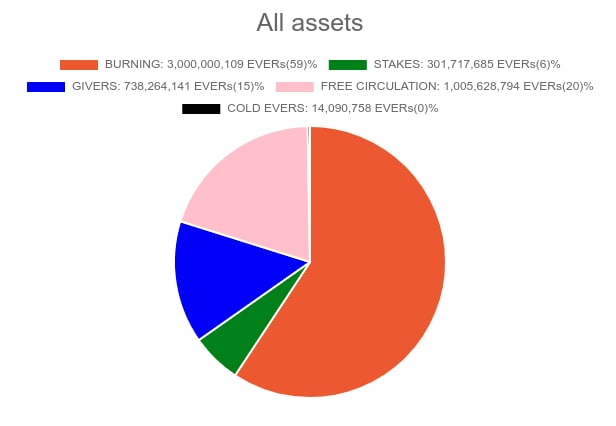 All assets
BURNING: 3,000,000,109 EVERs(59)% STAKES: 301,717,685 EVERs(6)%
GIVERS: 738,264,141 EVERs(15)% FREE CIRCULATION: 1,005,628,794 EVERs(20)%
COLD EVERS: 14,090,758 EVERs(0)%